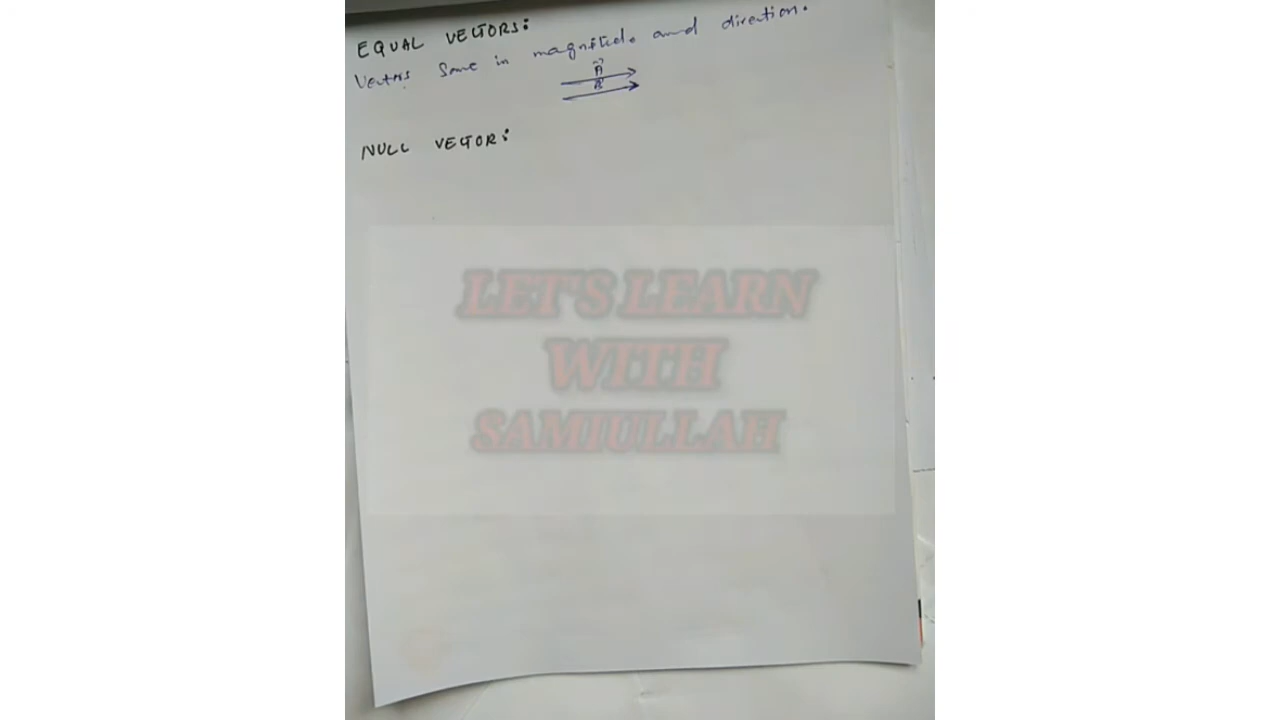 EQUAL VECTORS:
Vectors same in magnitude and direction.
A
NULL VECTOR:
LET'S LEARN
WITH
SAMIULLAH